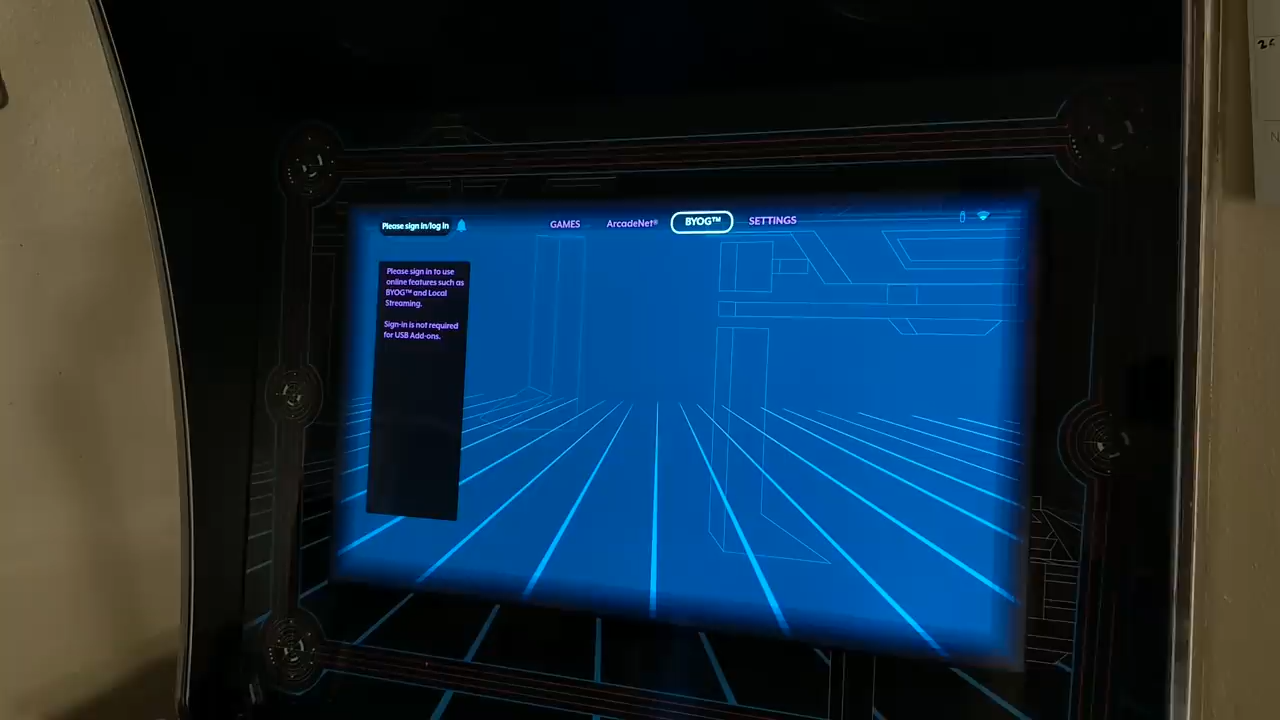 Please sign in/log in
GAMES
ArcadeNet®
BYOG™
SETTINGS
Please sign in to use
online features such as
BYOG™ and Local
Streaming.
Sign-in is not required
for USB Add-ons.